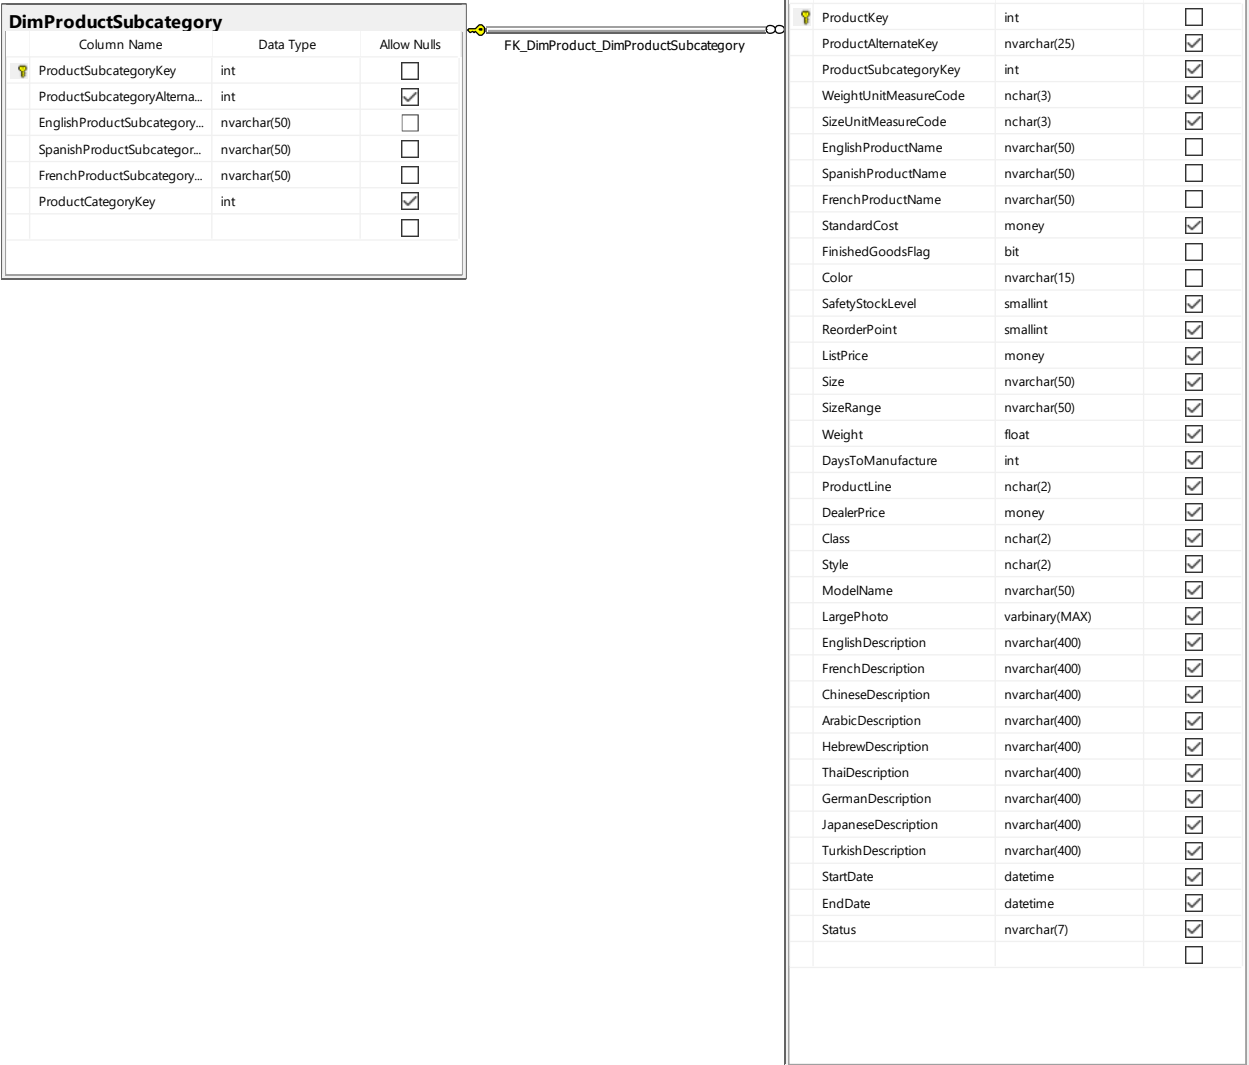 DimProductSubcategory
Column Name Data Type Allow Nulls
ProductSubcategoryKey int
ProductSubcategoryAlterna... int
EnglishProductSubcategory... nvarchar(50)
SpanishProductSubcategor... nvarchar(50)
FrenchProductSubcategory... nvarchar(50)
ProductCategoryKey int
FK_DimProduct_DimProductSubcategory
ProductKey int
ProductAlternateKey nvarchar(25)
ProductSubcategoryKey int
WeightUnitMeasureCode nchar(3)
SizeUnitMeasureCode nchar(3)
EnglishProductName nvarchar(50)
SpanishProductName nvarchar(50)
FrenchProductName nvarchar(50)
StandardCost money
FinishedGoodsFlag bit
Color nvarchar(15)
SafetyStockLevel smallint
ReorderPoint smallint
ListPrice money
Size nvarchar(50)
SizeRange nvarchar(50)
Weight float
DaysToManufacture int
ProductLine nchar(2)
DealerPrice money
Class nchar(2)
Style nchar(2)
ModelName nvarchar(50)
LargePhoto varbinary(MAX)
EnglishDescription nvarchar(400)
FrenchDescription nvarchar(400)
ChineseDescription nvarchar(400)
ArabicDescription nvarchar(400)
HebrewDescription nvarchar(400)
ThaiDescription nvarchar(400)
GermanDescription nvarchar(400)
JapaneseDescription nvarchar(400)
TurkishDescription nvarchar(400)
StartDate datetime
EndDate datetime
Status nvarchar(7)